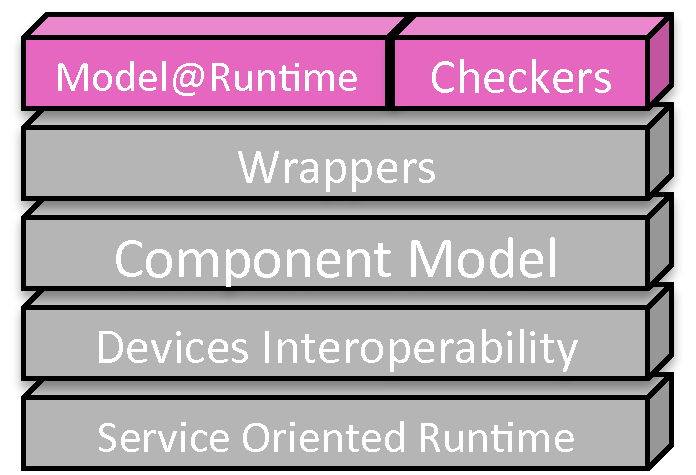 Model@Runtime
Checkers
Wrappers
Component Model
Devices Interoperability
Service Oriented Runtime